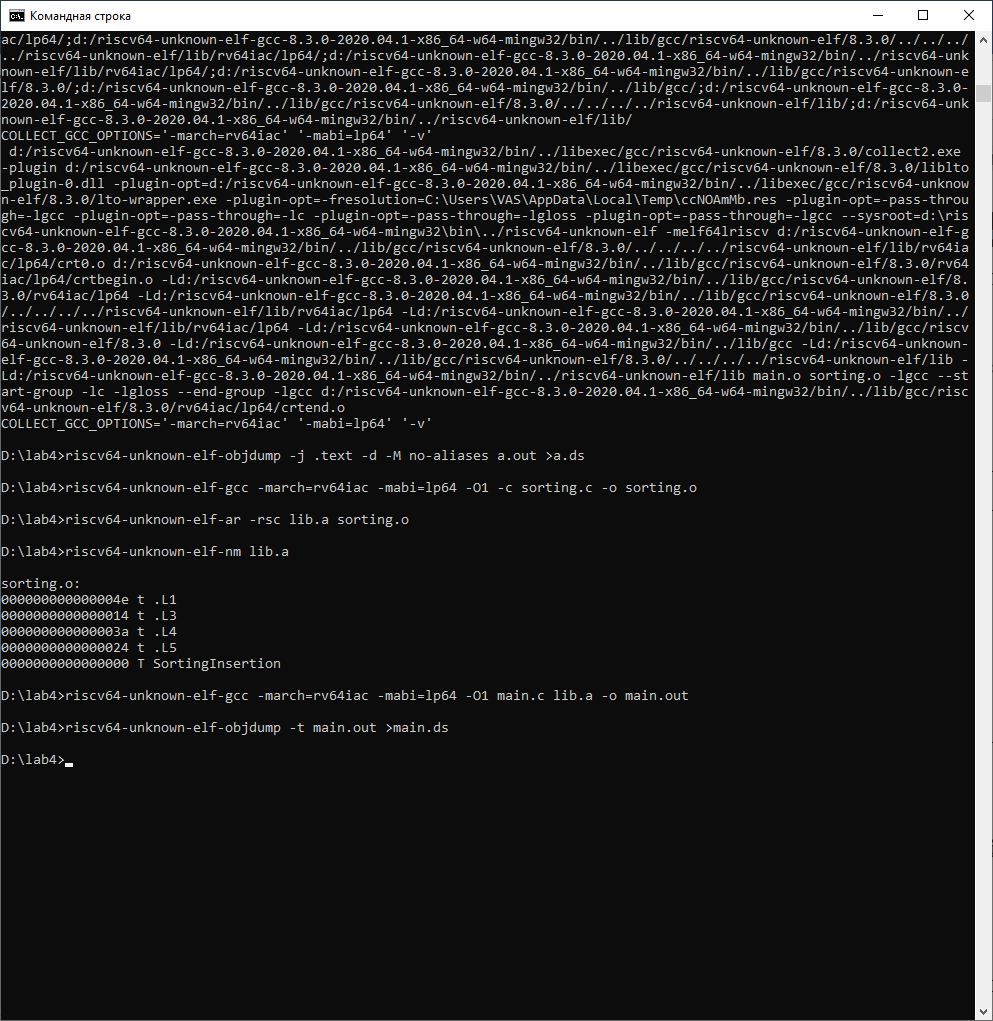 Командная строка
ac/lp64/;d:/riscv64-unknown-elf-gcc-8.3.0-2020.04.1-x86_64-w64-mingw32/bin/../lib/gcc/riscv64-unknown-elf/8.3.0/../../../
../riscv64-unknown-elf/lib/rv64iac/lp64/;d:/riscv64-unknown-elf-gcc-8.3.0-2020.04.1-x86_64-w64-mingw32/bin/../riscv64-unk
nown-elf/lib/rv64iac/lp64/;d:/riscv64-unknown-elf-gcc-8.3.0-2020.04.1-x86_64-w64-mingw32/bin/../lib/gcc/riscv64-unknown-e
lf/8.3.0/;d:/riscv64-unknown-elf-gcc-8.3.0-2020.04.1-x86_64-w64-mingw32/bin/../lib/gcc/;d:/riscv64-unknown-elf-gcc-8.3.0-
2020.04.1-x86_64-w64-mingw32/bin/../lib/gcc/riscv64-unknown-elf/8.3.0/../../../../riscv64-unknown-elf/lib/;d:/riscv64-unk
nown-elf-gcc-8.3.0-2020.04.1-x86_64-w64-mingw32/bin/../riscv64-unknown-elf/lib/
COLLECT_GCC_OPTIONS='-march=rv64iac' '-mabi=lp64' '-v'
 d:/riscv64-unknown-elf-gcc-8.3.0-2020.04.1-x86_64-w64-mingw32/bin/../libexec/gcc/riscv64-unknown-elf/8.3.0/collect2.exe
-plugin d:/riscv64-unknown-elf-gcc-8.3.0-2020.04.1-x86_64-w64-mingw32/bin/../libexec/gcc/riscv64-unknown-elf/8.3.0/liblto
_plugin-0.dll -plugin-opt=d:/riscv64-unknown-elf-gcc-8.3.0-2020.04.1-x86_64-w64-mingw32/bin/../libexec/gcc/riscv64-unknow
n-elf/8.3.0/lto-wrapper.exe -plugin-opt=-fresolution=C:\Users\VAS\AppData\Local\Temp\ccNOAmMb.res -plugin-opt=-pass-throu
gh=-lgcc -plugin-opt=-pass-through=-lc -plugin-opt=-pass-through=-lgloss -plugin-opt=-pass-through=-lgcc --sysroot=d:\ris
cv64-unknown-elf-gcc-8.3.0-2020.04.1-x86_64-w64-mingw32\bin\../riscv64-unknown-elf -melf64lriscv d:/riscv64-unknown-elf-g
cc-8.3.0-2020.04.1-x86_64-w64-mingw32/bin/../lib/gcc/riscv64-unknown-elf/8.3.0/../../../../riscv64-unknown-elf/lib/rv64ia
c/lp64/crt0.o d:/riscv64-unknown-elf-gcc-8.3.0-2020.04.1-x86_64-w64-mingw32/bin/../lib/gcc/riscv64-unknown-elf/8.3.0/rv64
iac/lp64/crtbegin.o -Ld:/riscv64-unknown-elf-gcc-8.3.0-2020.04.1-x86_64-w64-mingw32/bin/../lib/gcc/riscv64-unknown-elf/8.
3.0/rv64iac/lp64 -Ld:/riscv64-unknown-elf-gcc-8.3.0-2020.04.1-x86_64-w64-mingw32/bin/../lib/gcc/riscv64-unknown-elf/8.3.0
/../../../../riscv64-unknown-elf/lib/rv64iac/lp64 -Ld:/riscv64-unknown-elf-gcc-8.3.0-2020.04.1-x86_64-w64-mingw32/bin/../
riscv64-unknown-elf/lib/rv64iac/lp64 -Ld:/riscv64-unknown-elf-gcc-8.3.0-2020.04.1-x86_64-w64-mingw32/bin/../lib/gcc/riscv
64-unknown-elf/8.3.0 -Ld:/riscv64-unknown-elf-gcc-8.3.0-2020.04.1-x86_64-w64-mingw32/bin/../lib/gcc -Ld:/riscv64-unknown-
elf-gcc-8.3.0-2020.04.1-x86_64-w64-mingw32/bin/../lib/gcc/riscv64-unknown-elf/8.3.0/../../../../riscv64-unknown-elf/lib -
Ld:/riscv64-unknown-elf-gcc-8.3.0-2020.04.1-x86_64-w64-mingw32/bin/../riscv64-unknown-elf/lib main.o sorting.o -lgcc --st
art-group -lc -lgloss --end-group -lgcc d:/riscv64-unknown-elf-gcc-8.3.0-2020.04.1-x86_64-w64-mingw32/bin/../lib/gcc/risc
v64-unknown-elf/8.3.0/rv64iac/lp64/crtend.o
COLLECT_GCC_OPTIONS='-march=rv64iac' '-mabi=lp64' '-v'
D:\lab4>riscv64-unknown-elf-objdump -j .text -d -M no-aliases a.out >a.ds
D:\lab4>riscv64-unknown-elf-gcc -march=rv64iac -mabi=lp64 -O1 -c sorting.c -o sorting.o
D:\lab4>riscv64-unknown-elf-ar -rsc lib.a sorting.o
D:\lab4>riscv64-unknown-elf-nm lib.a
sorting.o:
000000000000004e t .L1
0000000000000014 t .L3
000000000000003a t .L4
0000000000000024 t .L5
0000000000000000 T SortingInsertion
D:\lab4>riscv64-unknown-elf-gcc -march=rv64iac -mabi=lp64 -O1 main.c lib.a -o main.out
D:\lab4>riscv64-unknown-elf-objdump -t main.out >main.ds
D:\lab4>